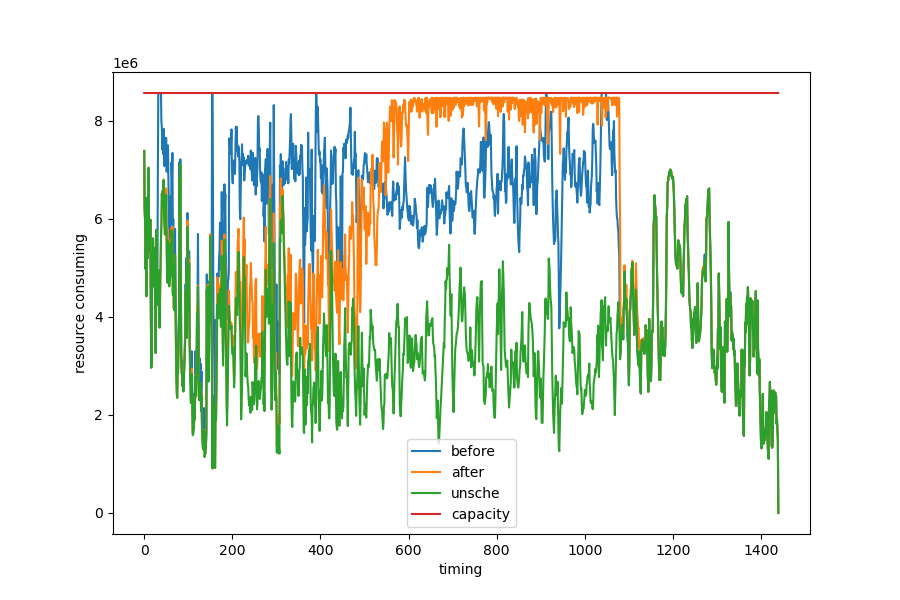 1e6
8
6
4
2
0
resource consuming
before
after
unsche
capacity
0 200 400 600 800 1000 1200 1400
timing